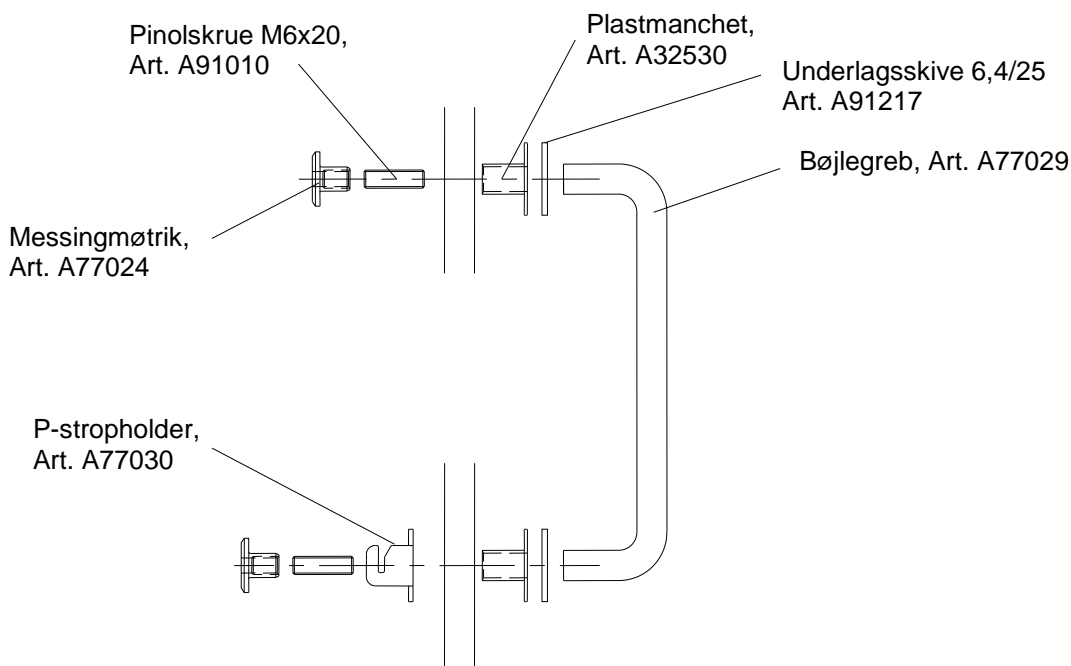 Pinolskrue M6x20,
Art. A91010
Plastmanchet,
Art. A32530
Underlagsskive 6,4/25
Art. A91217
Bøjlegreb, Art. A77029
Messingmøtrik,
Art. A77024
P-stropholder,
Art. A77030